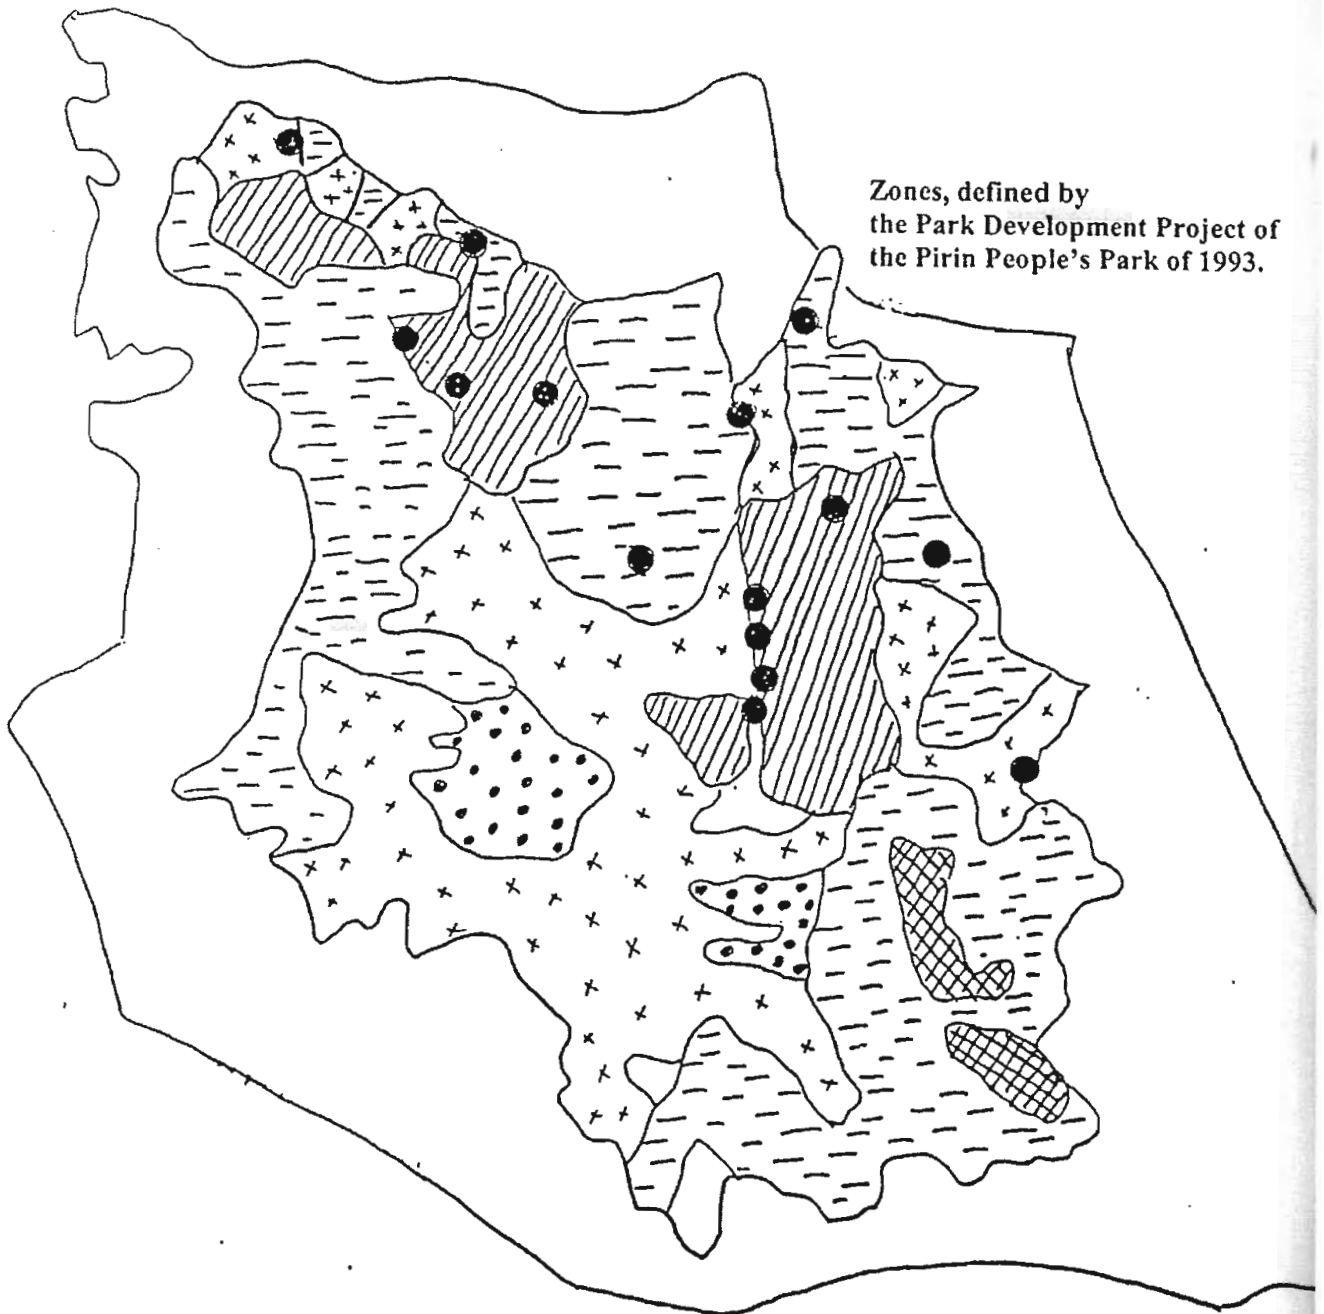 Zones, defined by
the Park Development Project of
the Pirin People's Park of 1993.